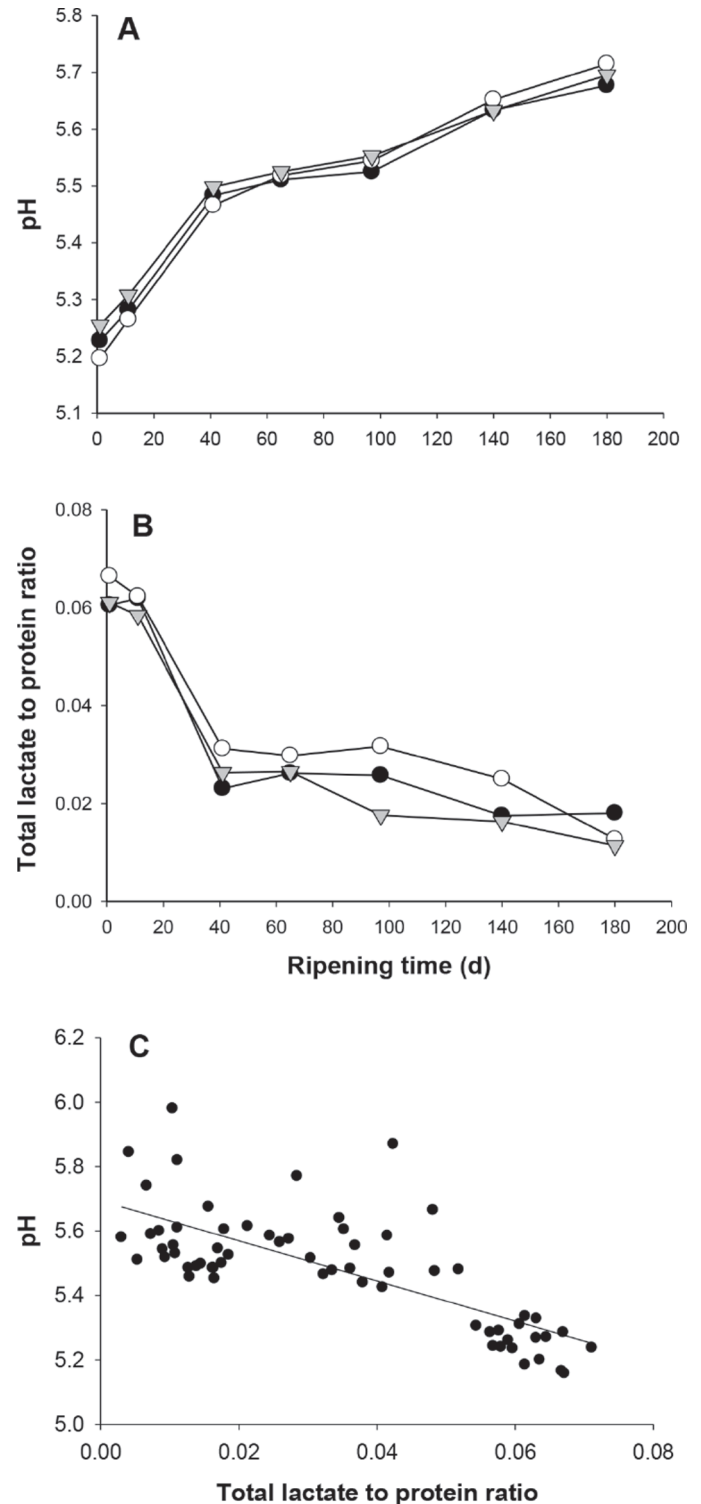 A
5.8
5.7
5.6
5.5
5.4
5.3
5.2
5.1
pH
0 20 40 60 80 100 120 140 160 180 200
B
0.08
0.06
0.04
0.02
0.00
Total lactate to protein ratio
0 20 40 60 80 100 120 140 160 180 200
Ripening time (d)
C
6.2
6.0
5.8
5.6
5.4
5.2
5.0
pH
0.00 0.02 0.04 0.06 0.08
Total lactate to protein ratio